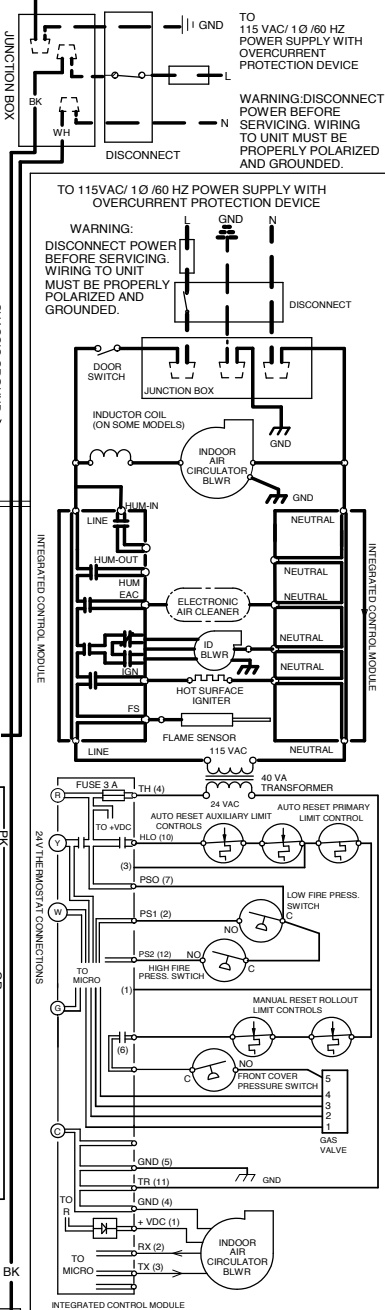 GND
L
N
BK
WH
JUNCTION BOX
DISCONNECT
TO
115 VAC/ 1Ø /60 HZ
POWER SUPPLY WITH
OVERCURRENT
PROTECTION DEVICE
WARNING:DISCONNECT
POWER BEFORE
SERVICING. WIRING
TO UNIT MUST BE
PROPERLY POLARIZED
AND GROUNDED.
TO 115VAC/ 1Ø /60 HZ POWER SUPPLY WITH
OVERCURRENT PROTECTION DEVICE
WARNING:
DISCONNECT POWER
BEFORE SERVICING.
WIRING TO UNIT
MUST BE PROPERLY
POLARIZED AND
GROUNDED.
L
GND
N
DISCONNECT
DOOR
SWITCH
JUNCTION BOX
GND
INDUCTOR COIL
(ON SOME MODELS)
INDOOR
AIR
CIRCULATOR
BLWR
GND
INTEGRATED CONTROL MODULE
LINE
HUM-IN
HUM-OUT
HUM
EAC
IGN
FS
LINE
ELECTRONIC
AIR CLEANER
ID
BLWR
HOT SURFACE
IGNITER
FLAME SENSOR
NEUTRAL
NEUTRAL
NEUTRAL
NEUTRAL
NEUTRAL
NEUTRAL
INTEGRATED CONTROL MODULE
115 VAC
40 VA
TRANSFORMER
24 VAC
R
FUSE 3 A
TH (4)
TO +VDC
AUTO RESET AUXILIARY LIMIT
CONTROLS
AUTO RESET PRIMARY
LIMIT CONTROL
HLO (10)
Y
(3)
PSO (7)
LOW FIRE PRESS.
SWITCH
C
NO
PS1 (2)
W
PS2 (12)
NO
C
HIGH FIRE
PRESS. SWTICH
24V THERMOSTAT CONNECTIONS
TO
MICRO
(1)
MANUAL RESET ROLLOUT
LIMIT CONTROLS
G
(6)
C
NO
FRONT COVER
PRESSURE SWITCH
5
4
3
2
1
GAS
VALVE
C
GND (5)
GND
TR (11)
GND (4)
TO
R
+ VDC (1)
RX (2)
TO
MICRO
TX (3)
INDOOR
AIR
CIRCULATOR
BLWR
INTEGRATED CONTROL MODULE
PK
BK